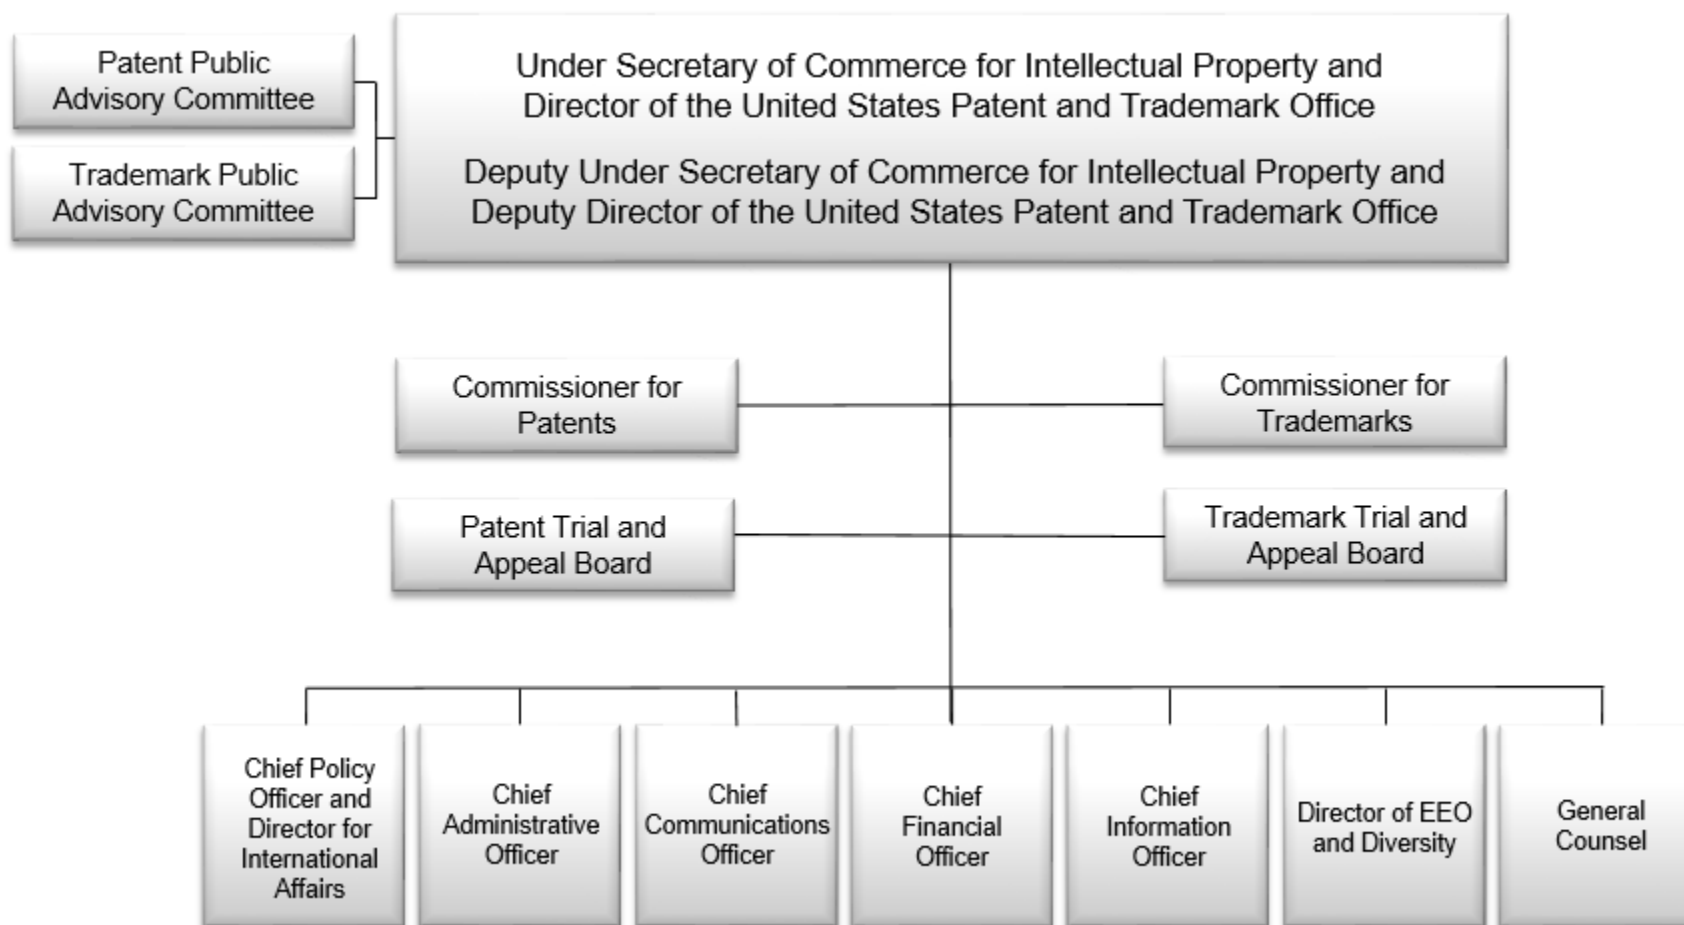 Patent Public
Advisory Committee
Trademark Public
Advisory Committee
Under Secretary of Commerce for Intellectual Property and
Director of the United States Patent and Trademark Office
Deputy Under Secretary of Commerce for Intellectual Property and
Deputy Director of the United States Patent and Trademark Office
Commissioner for
Patents
Commissioner for
Trademarks
Patent Trial and
Appeal Board
Trademark Trial and
Appeal Board
Chief Policy
Officer and
Director for
International
Affairs
Chief
Administrative
Officer
Chief
Communications
Officer
Chief
Financial
Officer
Chief
Information
Officer
Director of EEO
and Diversity
General
Counsel